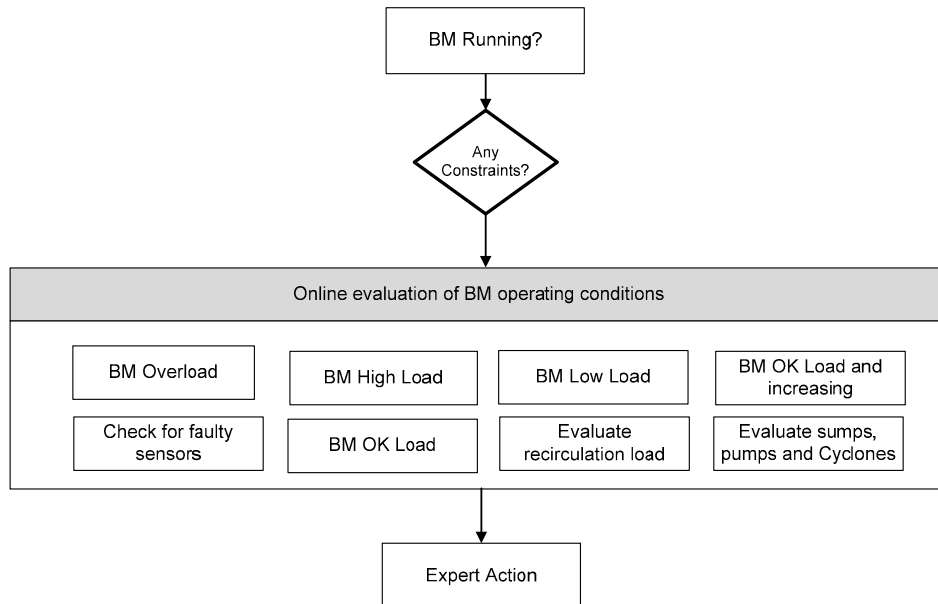 BM Running?
Any
Constraints?
Online evaluation of BM operating conditions
BM Overload
BM High Load
BM Low Load
BM OK Load and
increasing
Check for faulty
sensors
BM OK Load
Evaluate
recirculation load
Evaluate sumps,
pumps and Cyclones
Expert Action